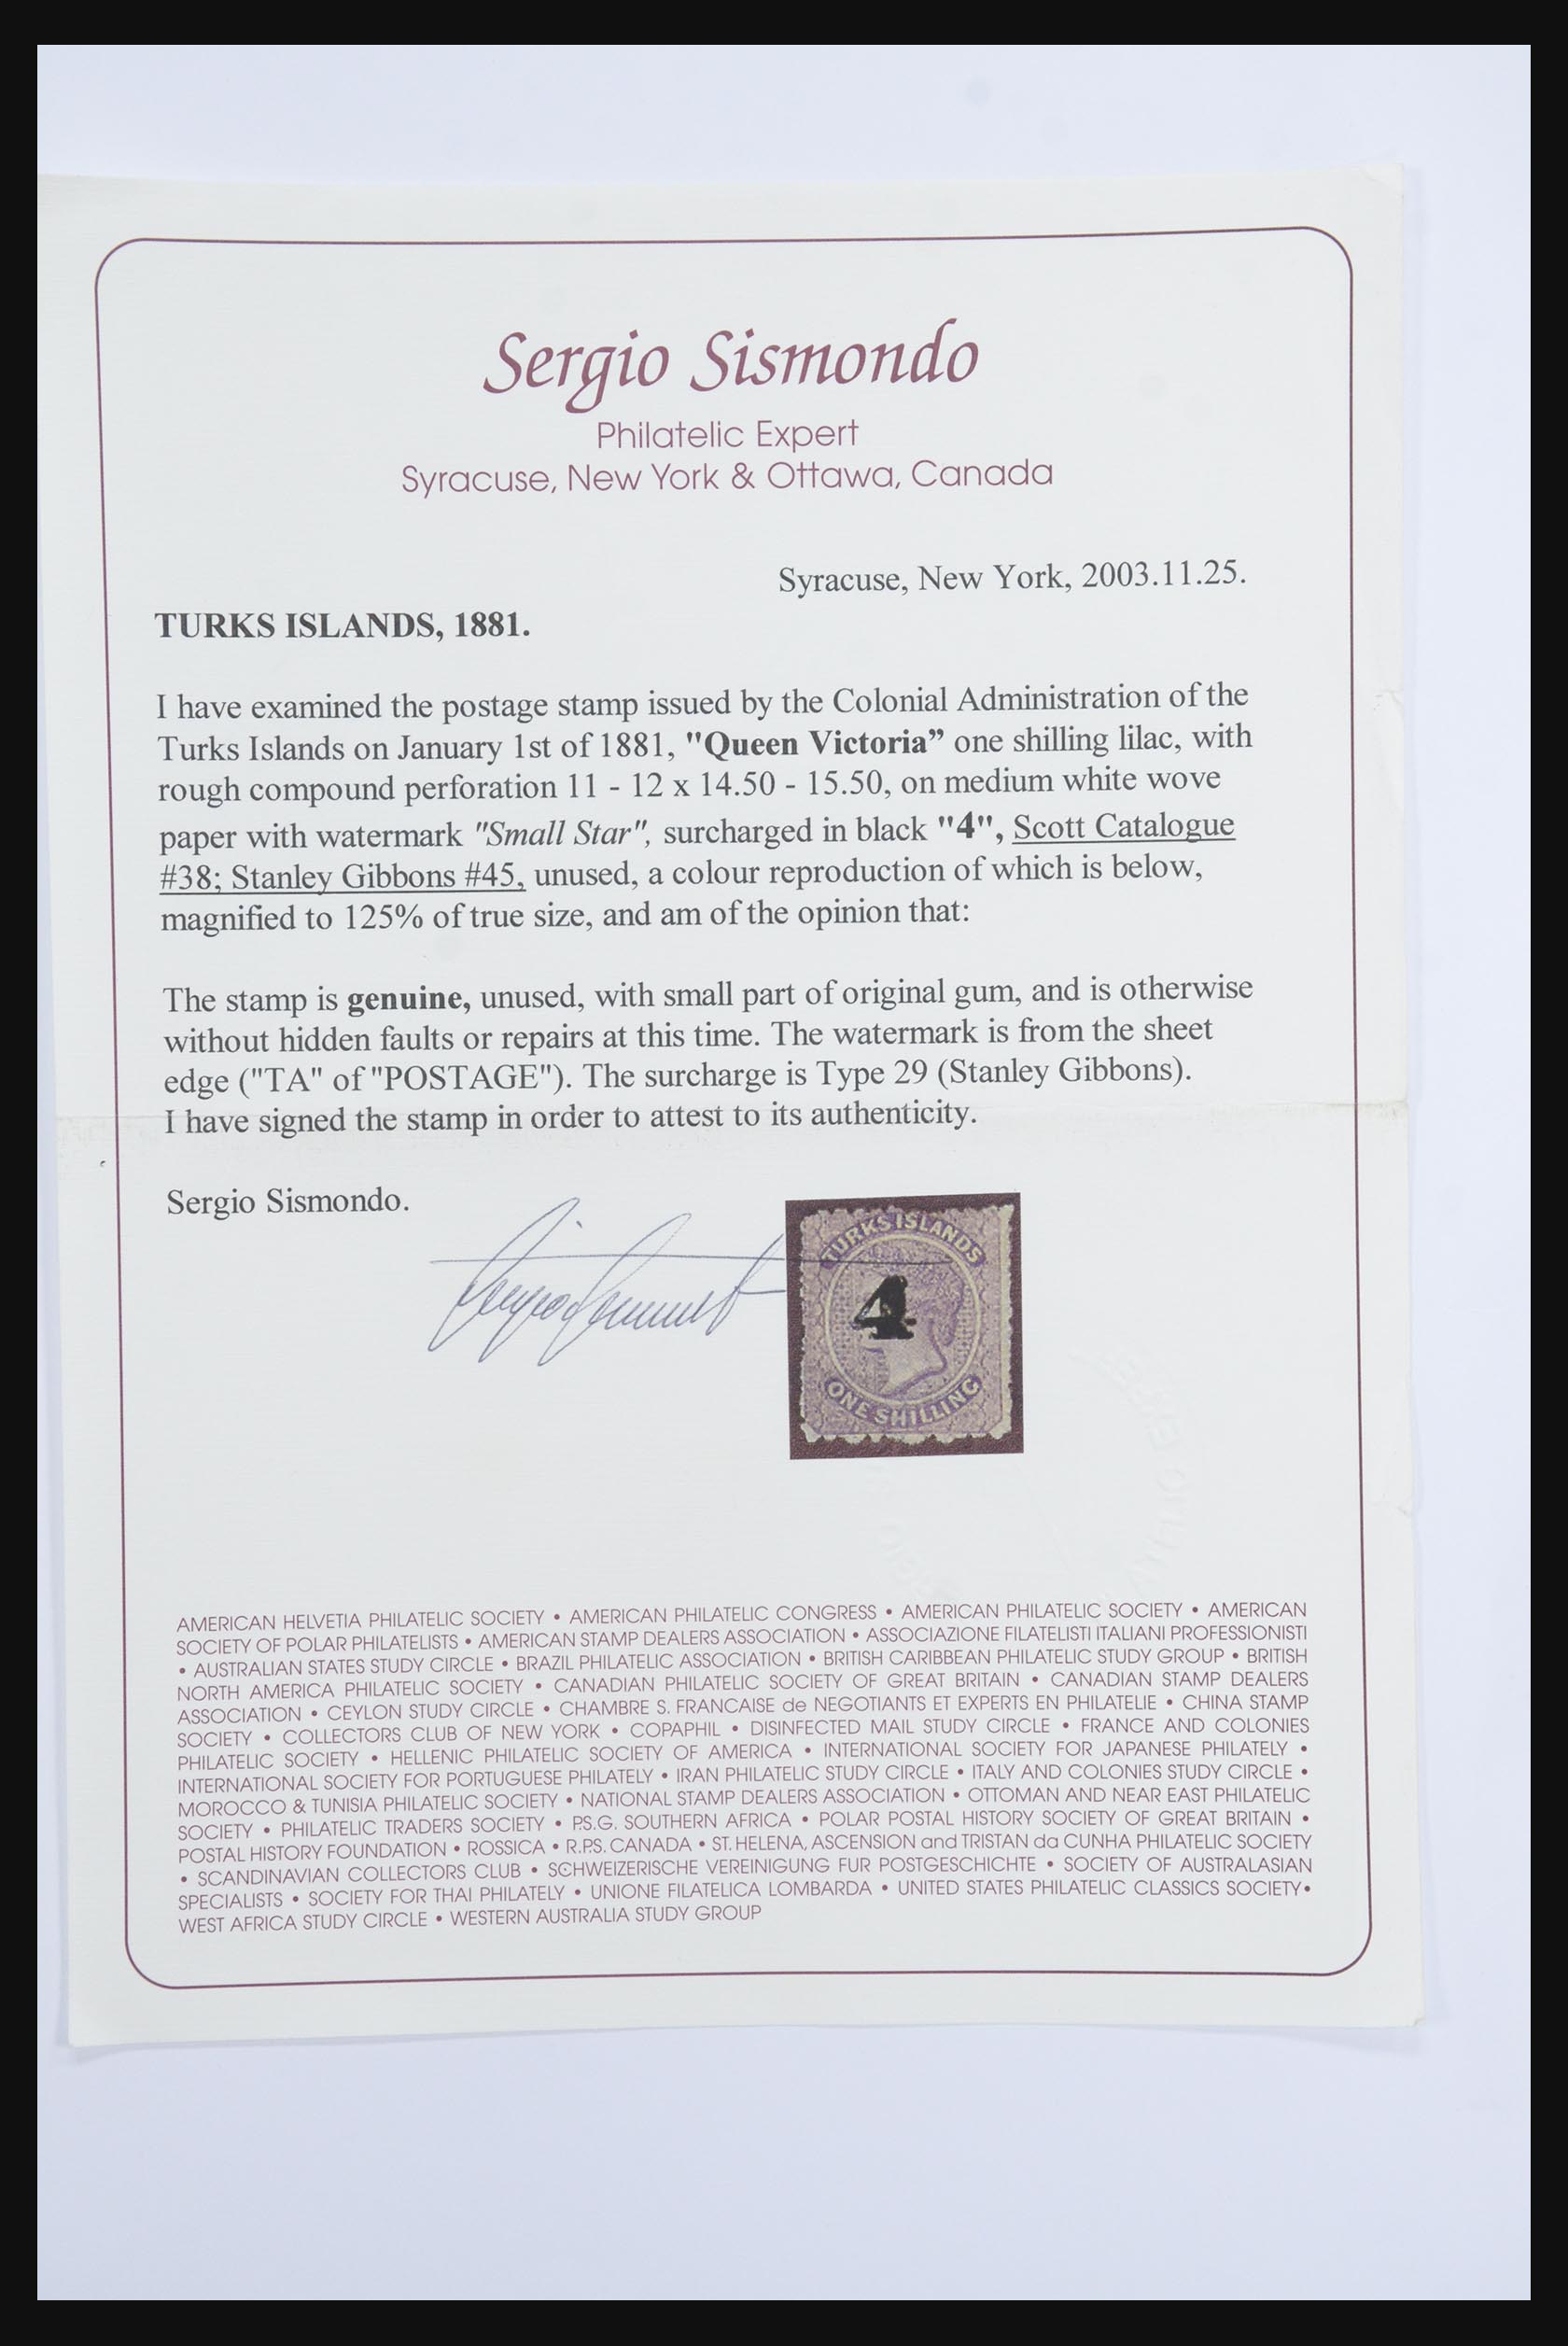 Sergio Sismondo
Philatelic Expert
Syracuse, New York & Ottawa, Canada
Syracuse, New York, 2003.11.25.
TURKS ISLANDS, 1881.
I have examined the postage stamp issued by the Colonial Administration of the
Turks Islands on January 1st of 1881, "Queen Victoria” one shilling lilac, with
rough compound perforation 11 - 12 x 14.50 - 15.50, on medium white wove
paper with watermark "Small Star", surcharged in black "4", Scott Catalogue
#38; Stanley Gibbons #45, unused, a colour reproduction of which is below,
magnified to 125% of true size, and am of the opinion that:
The stamp is genuine, unused, with small part of original gum, and is otherwise
without hidden faults or repairs at this time. The watermark is from the sheet
edge ("TA" of "POSTAGE"). The surcharge is Type 29 (Stanley Gibbons).
I have signed the stamp in order to attest to its authenticity.
Sergio Sismondo.
TURKS ISLANDS
4
ONE SHILLING
AMERICAN HELVETIA PHILATELIC SOCIETY • AMERICAN PHILATELIC CONGRESS • AMERICAN PHILATELIC SOCIETY • AMERICAN
SOCIETY OF POLAR PHILATELISTS • AMERICAN STAMP DEALERS ASSOCIATION • ASSOCIAZIONE FILATELISTI ITALIANI PROFESSIONISTI
• AUSTRALIAN STATES STUDY CIRCLE • BRAZIL PHILATELIC ASSOCIATION • BRITISH CARIBBEAN PHILATELIC STUDY GROUP • BRITISH
NORTH AMERICA PHILATELIC SOCIETY • CANADIAN PHILATELIC SOCIETY OF GREAT BRITAIN • CANADIAN STAMP DEALERS
ASSOCIATION • CEYLON STUDY CIRCLE • CHAMBRE S. FRANCAISE de NEGOTIANTS ET EXPERTS EN PHILATELIE • CHINA STAMP
SOCIETY • COLLECTORS CLUB OF NEW YORK • COPAPHIL • DISINFECTED MAIL STUDY CIRCLE • FRANCE AND COLONIES
PHILATELIC SOCIETY • HELLENIC PHILATELIC SOCIETY OF AMERICA • INTERNATIONAL SOCIETY FOR JAPANESE PHILATELY •
INTERNATIONAL SOCIETY FOR PORTUGUESE PHILATELY • IRAN PHILATELIC STUDY CIRCLE • ITALY AND COLONIES STUDY CIRCLE •
MOROCCO & TUNISIA PHILATELIC SOCIETY • NATIONAL STAMP DEALERS ASSOCIATION • OTTOMAN AND NEAR EAST PHILATELIC
SOCIETY • PHILATELIC TRADERS SOCIETY • P.S.G. SOUTHERN AFRICA • POLAR POSTAL HISTORY SOCIETY OF GREAT BRITAIN •
POSTAL HISTORY FOUNDATION • ROSSICA • R.P.S. CANADA • ST. HELENA, ASCENSION and TRISTAN da CUNHA PHILATELIC SOCIETY
• SCANDINAVIAN COLLECTORS CLUB • SCHWEIZERISCHE VEREINIGUNG FUR POSTGESCHICHTE • SOCIETY OF AUSTRALASIAN
SPECIALISTS • SOCIETY FOR THAI PHILATELY • UNIONE FILATELICA LOMBARDA • UNITED STATES PHILATELIC CLASSICS SOCIETY•
WEST AFRICA STUDY CIRCLE • WESTERN AUSTRALIA STUDY GROUP